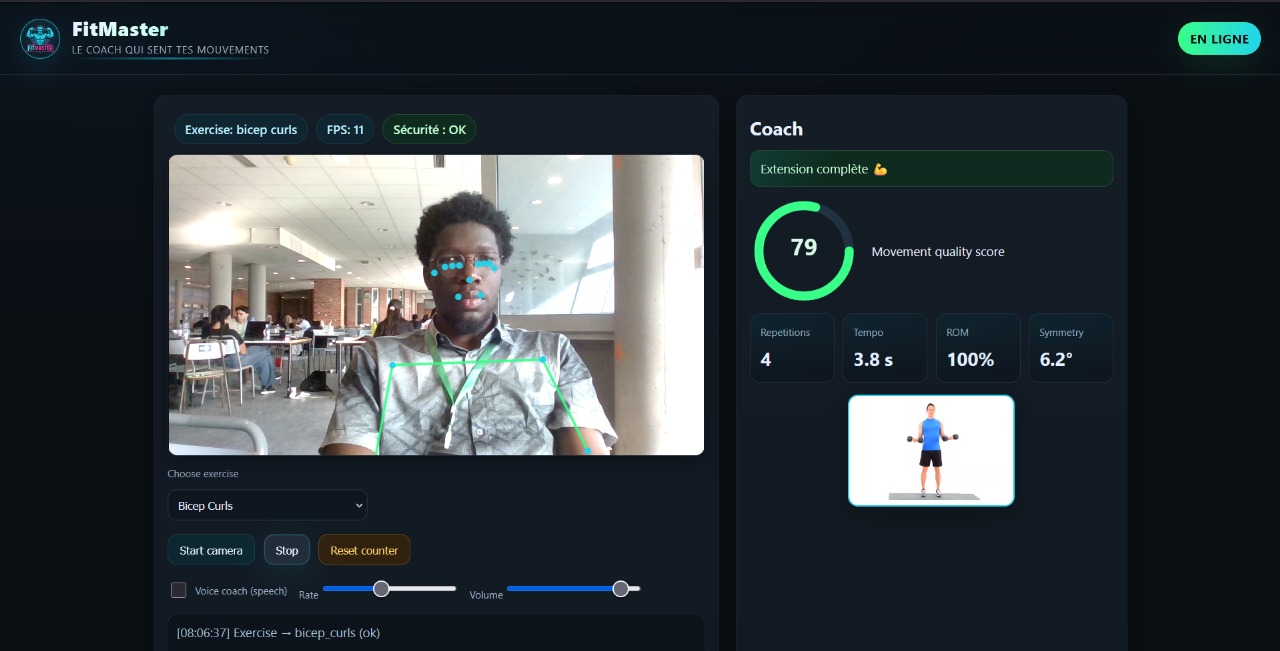 FitMaster
LE COACH QUI SENT TES MOUVEMENTS
EN LIGNE
Exercise: bicep curls
FPS: 11
Sécurité : OK
Choose exercise
Bicep Curls
Start camera
Stop
Reset counter
Voice coach (speech)
Rate
Volume
[08:06:37] Exercise → bicep_curls (ok)
Coach
Extension complète 💪
79
Movement quality score
Repetitions
4
Tempo
3.8 s
ROM
100%
Symmetry
6.2°